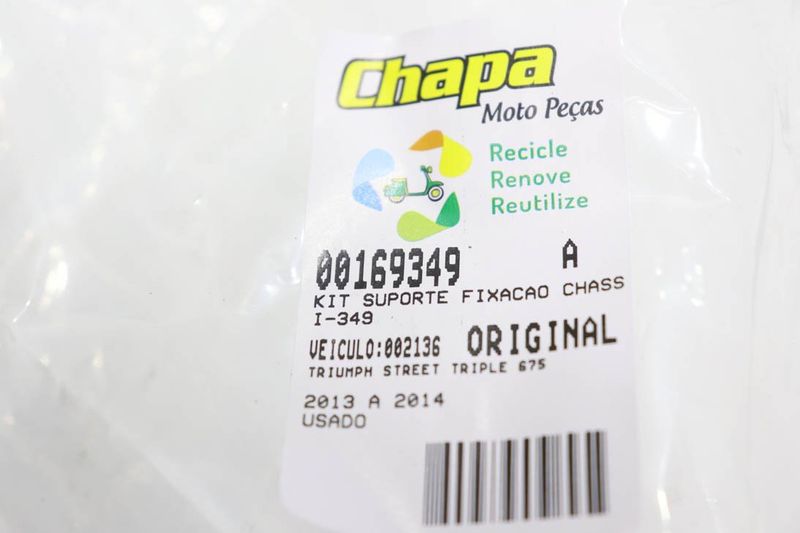 Chapa
Moto Peças
Recicle
Renove
Reutilize
00169349 A
KIT SUPORTE FIXACAO CHASS
I-349
VEICULO:002136 ORIGINAL
TRIUMPH STREET TRIPLE 675
2013 A 2014
USADO